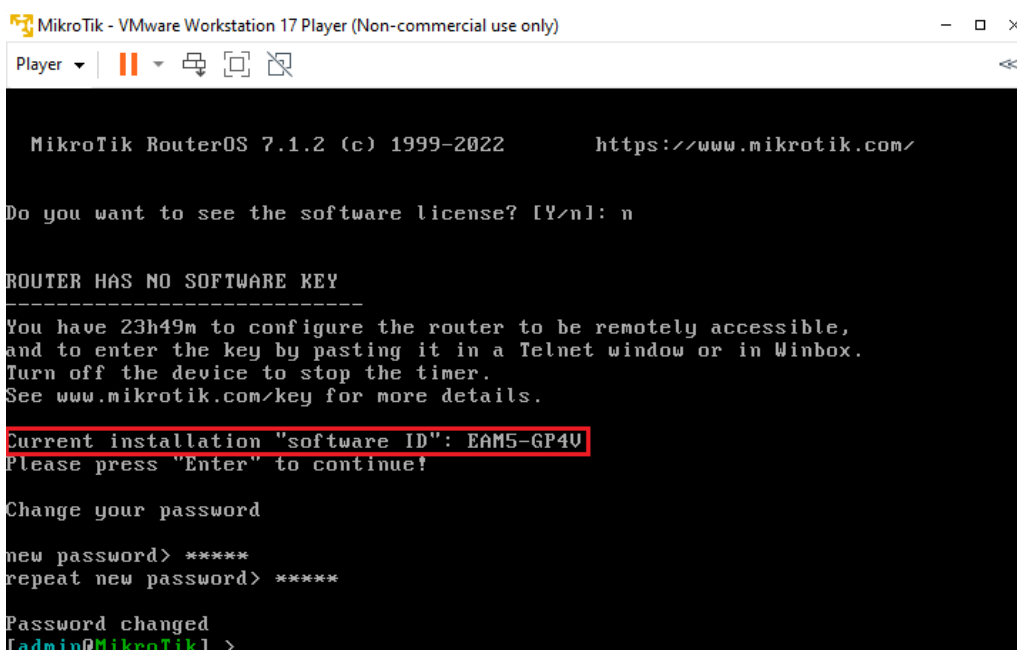 MikroTik - VMware Workstation 17 Player (Non-commercial use only)
Player
MikroTik RouterOS 7.1.2 (c) 1999-2022 https://www.mikrotik.com/
Do you want to see the software license? [Y/n]: n
ROUTER HAS NO SOFTWARE KEY
----------------------------
You have 23h49m to configure the router to be remotely accessible,
and to enter the key by pasting it in a Telnet window or in Winbox.
Turn off the device to stop the timer.
See www.mikrotik.com/key for more details.
Current installation "software ID": EAM5-GP4V
Please press "Enter" to continue!
Change your password
new password> *****
repeat new password> *****
Password changed
[admin@MikroTik] >